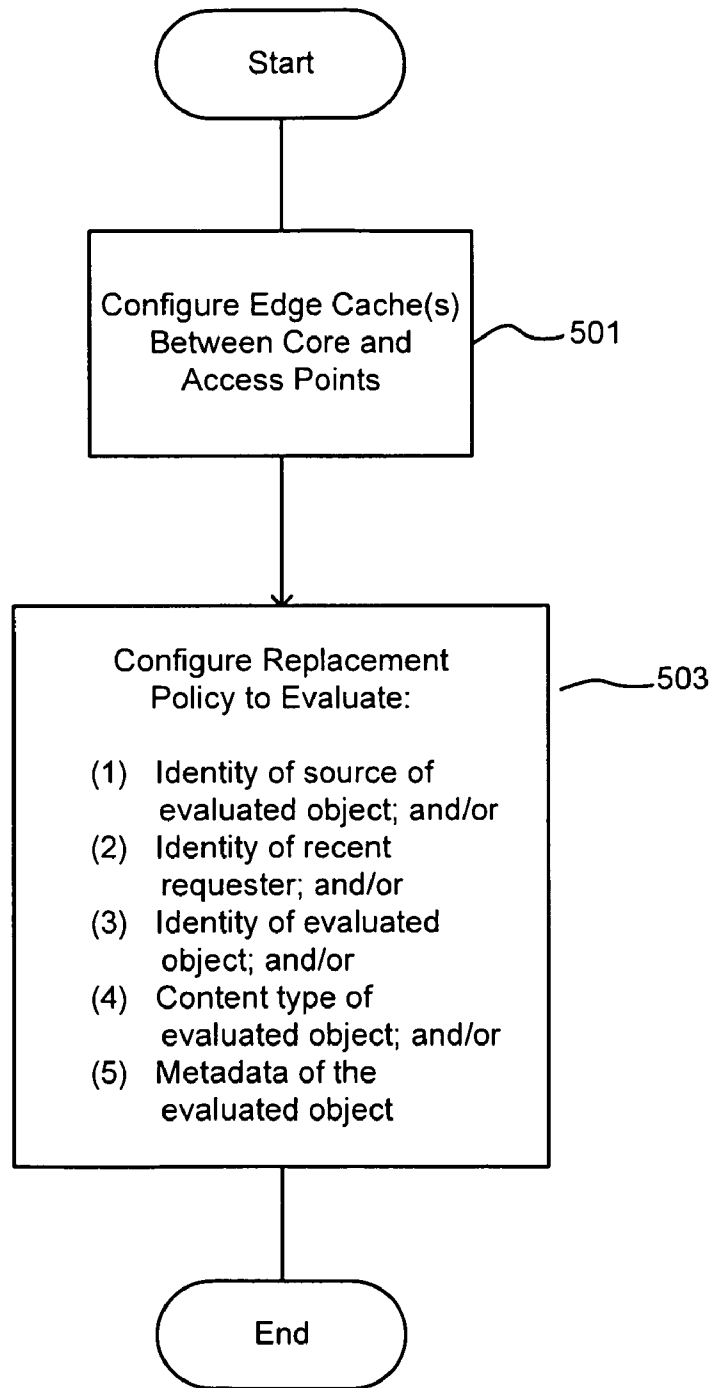 Start
Configure Edge Cache(s)
Between Core and
Access Points
501
Configure Replacement
Policy to Evaluate:
503
(1) Identity of source of
evaluated object; and/or
(2) Identity of recent
requester; and/or
(3) Identity of evaluated
object; and/or
(4) Content type of
evaluated object; and/or
(5) Metadata of the
evaluated object
End